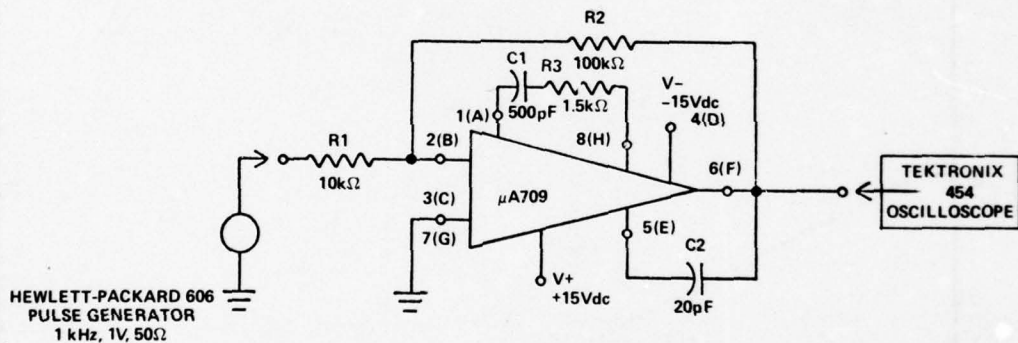 R2
100kΩ
C1
500pF
R3
1.5kΩ
V-
-15Vdc
4(D)
1(A)
8(H)
R1
10kΩ
2(B)
3(C)
7(G)
μA709
6(F)
5(E)
C2
20pF
V+
+15Vdc
TEKTRONIX
454
OSCILLOSCOPE
HEWLETT-PACKARD 606
PULSE GENERATOR
1 kHz, 1V, 50Ω